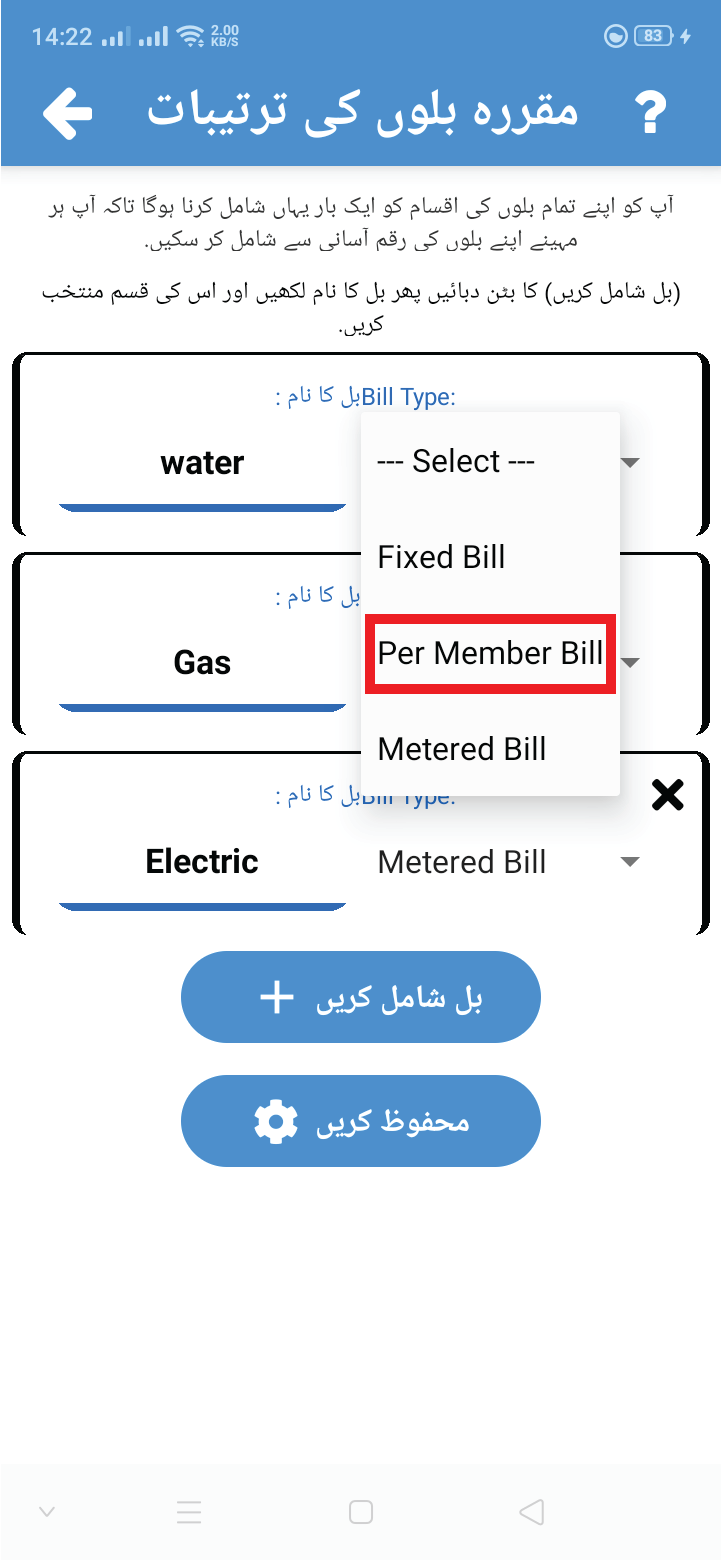 14:22 2.00 KB/S 83
مقررہ بلوں کی ترتیبات ?
آپ کو اپنے تمام بلوں کی اقسام کو ایک بار یہاں شامل کرنا ہوگا تاکہ آپ ہر
مہینے اپنے بلوں کی رقم آسانی سے شامل کر سکیں.
(بل شامل کریں) کا بٹن دبائیں پھر بل کا نام لکھیں اور اس کی قسم منتخب
کریں.
بل کا نام :
Bill Type:
water
--- Select ---
Fixed Bill
بل کا نام :
Gas
Per Member Bill
Metered Bill
بل کا نام :
Bill Type:
Electric
Metered Bill
بل شامل کریں
محفوظ کریں